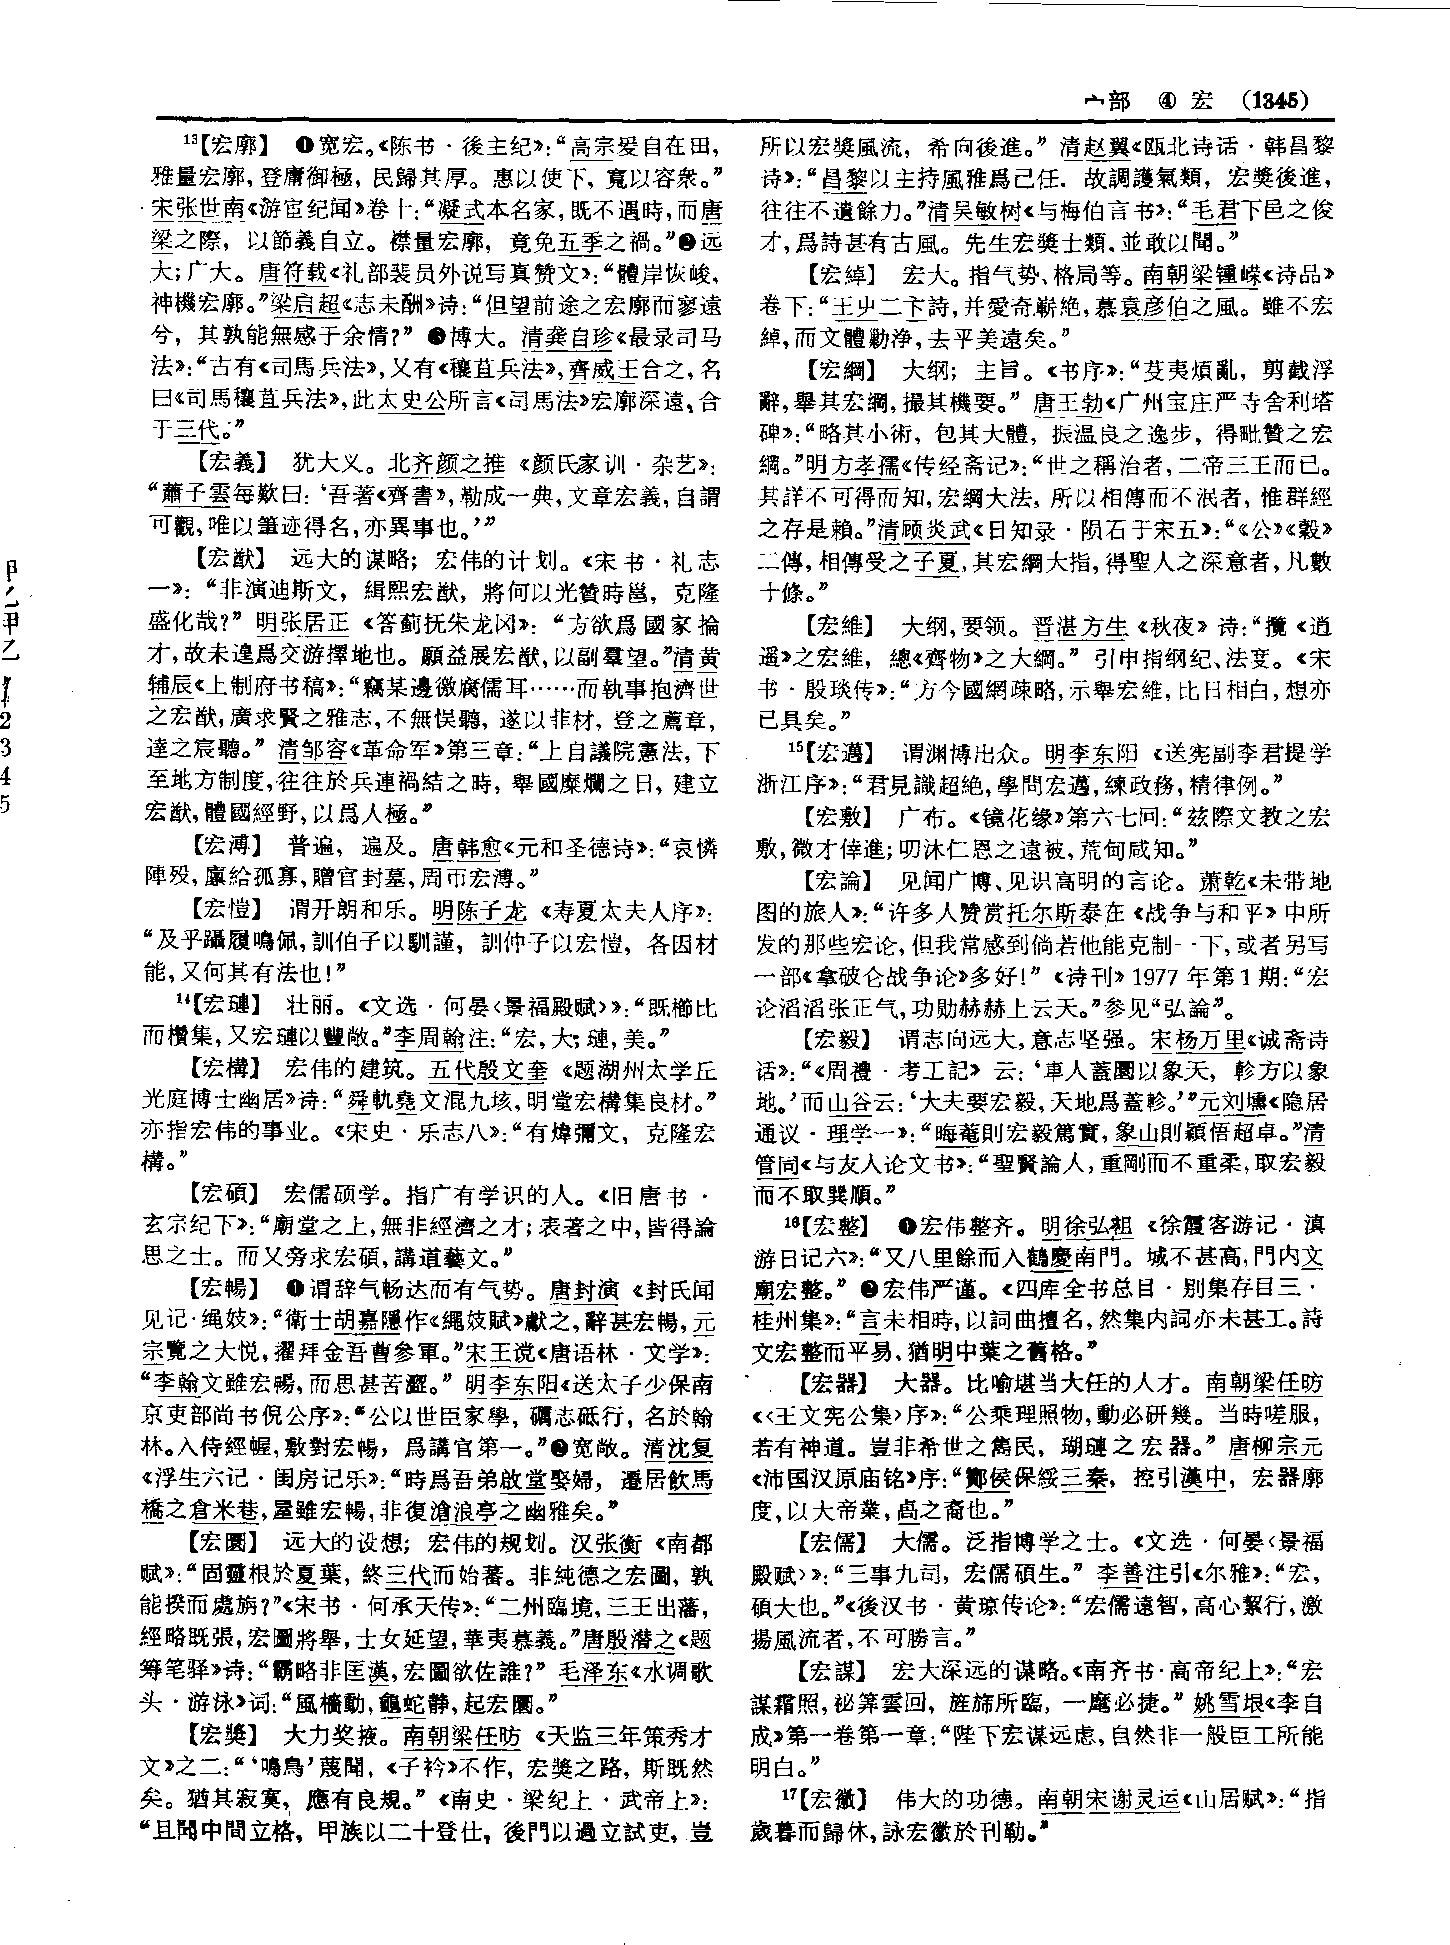 宀部 ④ 宏 (1345)
¹³【宏廓】 ❶宽宏。《陈书·後主纪》：“高宗爰自在田，
雅量宏廓，登庸御極，民歸其厚。惠以使下，寬以容衆。”
宋张世南《游宦纪闻》卷十：“凝式本名家，既不遇時，而唐
梁之際，以節義自立。襟量宏廓，竟免五季之禍。”❷远
大；广大。唐符载《礼部裴员外说写真赞文》：“體岸恢峻，
神機宏廓。”梁启超《志未酬》诗：“但望前途之宏廓而寥遠
兮，其孰能無感于余情？” ❸博大。清龚自珍《最录司马
法》：“古有《司馬兵法》，又有《穰苴兵法》，齊威王合之，名
曰《司馬穰苴兵法》，此太史公所言《司馬法》宏廓深遠，合
于三代。”
【宏義】 犹大义。北齐颜之推《颜氏家训·杂艺》：
“蕭子雲每歎曰：‘吾著《齊書》，勒成一典，文章宏義，自謂
可觀，唯以筆迹得名，亦異事也。’”
【宏猷】 远大的谋略；宏伟的计划。《宋书·礼志
一》：“非演迪斯文，緝熙宏猷，將何以光贊時邕，克隆
盛化哉？” 明张居正《答蓟抚朱龙冈》：“方欲爲國家掄
才，故未遑爲交游擇地也。願益展宏猷，以副羣望。”清黄
辅辰《上制府书稿》：“竊某邊徼腐儒耳……而執事抱濟世
之宏猷，廣求賢之雅志，不無悮聽，遂以非材，登之薦章，
達之宸聽。” 清邹容《革命军》第三章：“上自議院憲法，下
至地方制度，往往於兵連禍結之時，舉國糜爛之日，建立
宏猷，體國經野，以爲人極。”
【宏溥】 普遍，遍及。唐韩愈《元和圣德诗》：“哀憐
陣殁，廩給孤寡，贈官封墓，周帀宏溥。”
【宏愷】 谓开朗和乐。明陈子龙《寿夏太夫人序》：
“及乎躡履鳴佩，訓伯子以馴謹，訓仲子以宏愷，各因材
能，又何其有法也！”
¹⁴【宏璉】 壮丽。《文选·何晏〈景福殿赋〉》：“既櫛比
而欑集，又宏璉以豐敞。”李周翰注：“宏，大；璉，美。”
【宏構】 宏伟的建筑。五代殷文奎《题湖州太学丘
光庭博士幽居》诗：“舜軌堯文混九垓，明堂宏構集良材。”
亦指宏伟的事业。《宋史·乐志八》：“有煒彌文，克隆宏
構。”
【宏碩】 宏儒硕学。指广有学识的人。《旧唐书·
玄宗纪下》：“廟堂之上，無非經濟之才；表著之中，皆得論
思之士。而又旁求宏碩，講道藝文。”
【宏暢】 ❶谓辞气畅达而有气势。唐封演《封氏闻
见记·绳妓》：“衛士胡嘉隱作《繩妓賦》獻之，辭甚宏暢，元
宗覽之大悦，擢拜金吾曹參軍。”宋王谠《唐语林·文学》：
“李翰文雖宏暢，而思甚苦澀。” 明李东阳《送太子少保南
京吏部尚书倪公序》：“公以世臣家學，礪志砥行，名於翰
林。入侍經幄，敷對宏暢，爲講官第一。”❷宽敞。清沈复
《浮生六记·闺房记乐》：“時爲吾弟啟堂娶婦，遷居飲馬
橋之倉米巷，屋雖宏暢，非復滄浪亭之幽雅矣。”
【宏圖】 远大的设想；宏伟的规划。汉张衡《南都
赋》：“固靈根於夏葉，終三代而始蕃。非純德之宏圖，孰
能揆而處旃？”《宋书·何承天传》：“二州臨境，三王出藩，
經略既張，宏圖將舉，士女延望，華夷慕義。”唐殷潜之《题
筹笔驿》诗：“霸略非匡漢，宏圖欲佐誰？” 毛泽东《水调歌
头·游泳》词：“風檣動，龜蛇静，起宏圖。”
【宏獎】 大力奖掖。南朝梁任昉《天监三年策秀才
文》之二：“‘鳴鳥’蔑聞，《子衿》不作，宏獎之路，斯既然
矣。猶其寂寞，應有良規。”《南史·梁纪上·武帝上》：
“且聞中間立格，甲族以二十登仕，後門以過立試吏，豈
所以宏獎風流，希向後進。” 清赵翼《瓯北诗话·韩昌黎
诗》：“昌黎以主持風雅爲己任，故調護氣類，宏獎後進，
往往不遺餘力。”清吴敏树《与梅伯言书》：“毛君下邑之俊
才，爲詩甚有古風。先生宏獎士類，並敢以聞。”
【宏綽】 宏大。指气势、格局等。南朝梁锺嵘《诗品》
卷下：“王屮二卞詩，并愛奇嶄絶，慕袁彦伯之風。雖不宏
綽，而文體勦浄，去平美遠矣。”
【宏綱】 大纲；主旨。《书序》：“芟夷煩亂，剪截浮
辭，舉其宏綱，撮其機要。” 唐王勃《广州宝庄严寺舍利塔
碑》：“略其小術，包其大體，振温良之逸步，得毗贊之宏
綱。”明方孝孺《传经斋记》：“世之稱治者，二帝三王而已。
其詳不可得而知，宏綱大法，所以相傳而不泯者，惟群經
之存是賴。”清顾炎武《日知录·陨石于宋五》：“《公》《穀》
二傳，相傳受之子夏，其宏綱大指，得聖人之深意者，凡數
十條。”
【宏維】 大纲，要领。晋湛方生《秋夜》诗：“攬《逍
遥》之宏維，總《齊物》之大綱。” 引申指纲纪、法度。《宋
书·殷琰传》：“方今國網疎略，示舉宏維，比日相白，想亦
已具矣。”
¹⁵【宏邁】 谓渊博出众。明李东阳《送宪副李君提学
浙江序》：“君見識超絶，學問宏邁，練政務，精律例。”
【宏敷】 广布。《镜花缘》第六七回：“兹際文教之宏
敷，微才倖進；叨沐仁恩之遠被，荒甸咸知。”
【宏論】 见闻广博、见识高明的言论。萧乾《未带地
图的旅人》：“许多人赞赏托尔斯泰在《战争与和平》中所
发的那些宏论，但我常感到倘若他能克制一下，或者另写
一部《拿破仑战争论》多好！” 《诗刊》1977年第1期：“宏
论滔滔张正气，功勋赫赫上云天。”参见“弘論”。
【宏毅】 谓志向远大，意志坚强。宋杨万里《诚斋诗
话》：“《周禮·考工記》云：‘車人蓋圜以象天，軫方以象
地。’而山谷云：‘大夫要宏毅，天地爲蓋軫。’”元刘壎《隐居
通议·理学一》：“晦菴則宏毅篤實，象山則穎悟超卓。”清
管同《与友人论文书》：“聖賢論人，重剛而不重柔，取宏毅
而不取巽順。”
¹⁶【宏整】 ❶宏伟整齐。明徐弘祖《徐霞客游记·滇
游日记六》：“又八里餘而入鶴慶南門。城不甚高，門内文
廟宏整。” ❷宏伟严谨。《四库全书总目·别集存目三·
桂州集》：“言未相時，以詞曲擅名，然集内詞亦未甚工。詩
文宏整而平易，猶明中葉之舊格。”
【宏器】 大器。比喻堪当大任的人才。南朝梁任昉
《〈王文宪公集〉序》：“公乘理照物，動必研幾。當時嗟服，
若有神道。豈非希世之雋民，瑚璉之宏器。” 唐柳宗元
《沛国汉原庙铭》序：“酇侯保綏三秦，控引漢中，宏器廓
度，以大帝業，卨之裔也。”
【宏儒】 大儒。泛指博学之士。《文选·何晏〈景福
殿赋〉》：“三事九司，宏儒碩生。” 李善注引《尔雅》：“宏，
碩大也。”《後汉书·黄琼传论》：“宏儒遠智，高心絜行，激
揚風流者，不可勝言。”
【宏謀】 宏大深远的谋略。《南齐书·高帝纪上》：“宏
謀霜照，祕筭雲回，旌斾所臨，一麾必捷。” 姚雪垠《李自
成》第一卷第一章：“陛下宏谋远虑，自然非一般臣工所能
明白。”
¹⁷【宏徽】 伟大的功德。南朝宋谢灵运《山居赋》：“指
歲暮而歸休，詠宏徽於刊勒。”
2
3
4
5